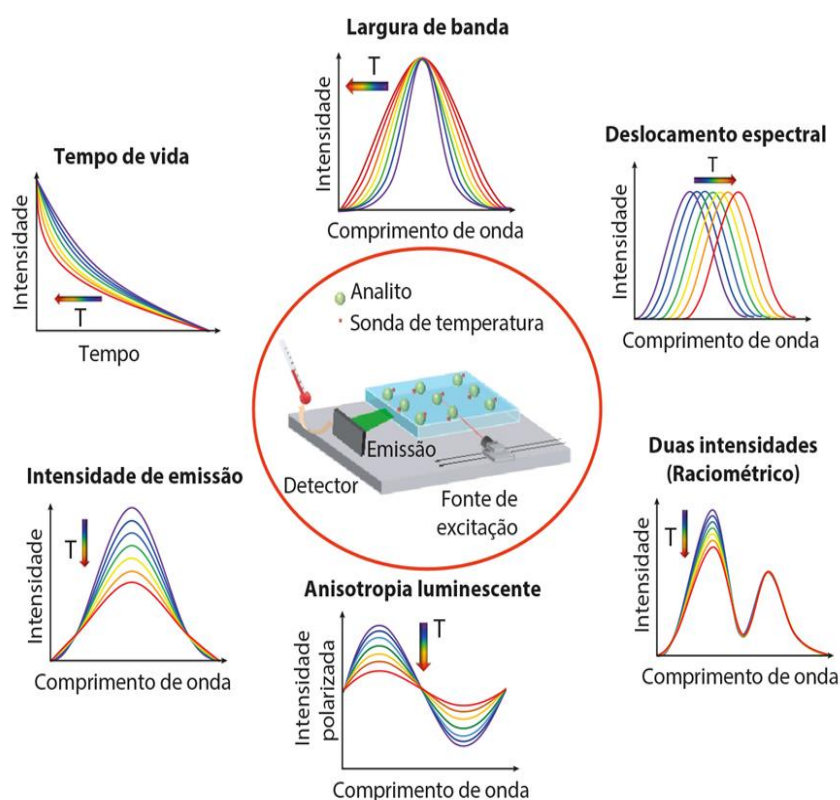 Largura de banda
T
Intensidade
Comprimento de onda
Tempo de vida
Intensidade
T
Tempo
Deslocamento espectral
T
Intensidade
Comprimento de onda
Analito
Sonda de temperatura
Emissão
Detector
Fonte de
excitação
Intensidade de emissão
T
Intensidade
Comprimento de onda
Duas intensidades
(Raciométrico)
T
Intensidade
Comprimento de onda
Anisotropia luminescente
T
Intensidade
polarizada
Comprimento de onda